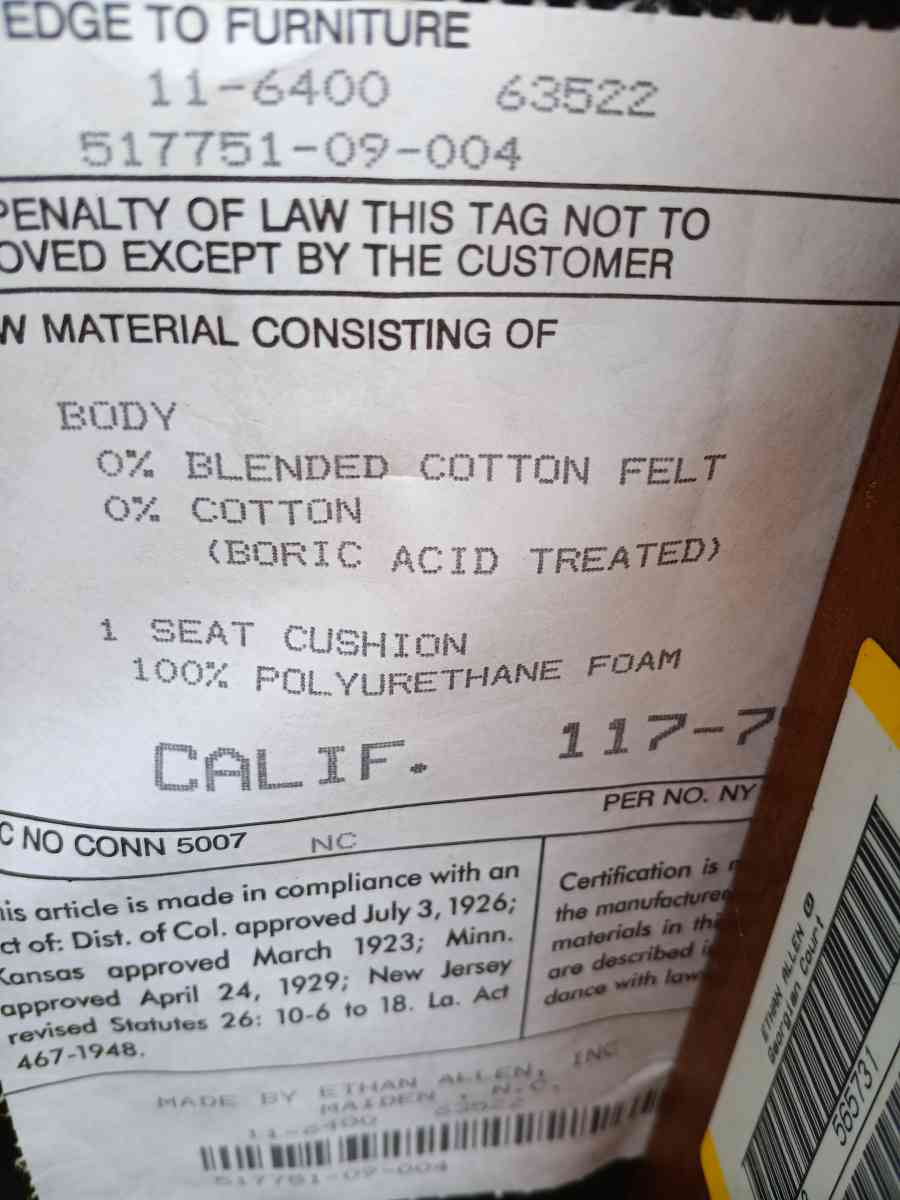 EDGE TO FURNITURE
11-6400 63522
517751-09-004
PENALTY OF LAW THIS TAG NOT TO
OVED EXCEPT BY THE CUSTOMER
W MATERIAL CONSISTING OF
BODY
0% BLENDED COTTON FELT
0% COTTON
(BORIC ACID TREATED)
1 SEAT CUSHION
100% POLYURETHANE FOAM
CALIF. 117-7
PER NO. NY
C NO CONN 5007 NC
his article is made in compliance with an
ct of: Dist. of Col. approved July 3, 1926;
Kansas approved March 1923; Minn.
approved April 24, 1929; New Jersey
revised Statutes 26: 10-6 to 18. La. Act
467-1948.
Certification is
the manufacture
materials in thi
are described i
dance with law
MADE BY ETHAN ALLEN, INC
MAIDEN , N.C.
11-6400 63522
517751-09-004
ETHAN ALLEN
Georgian Court
565731